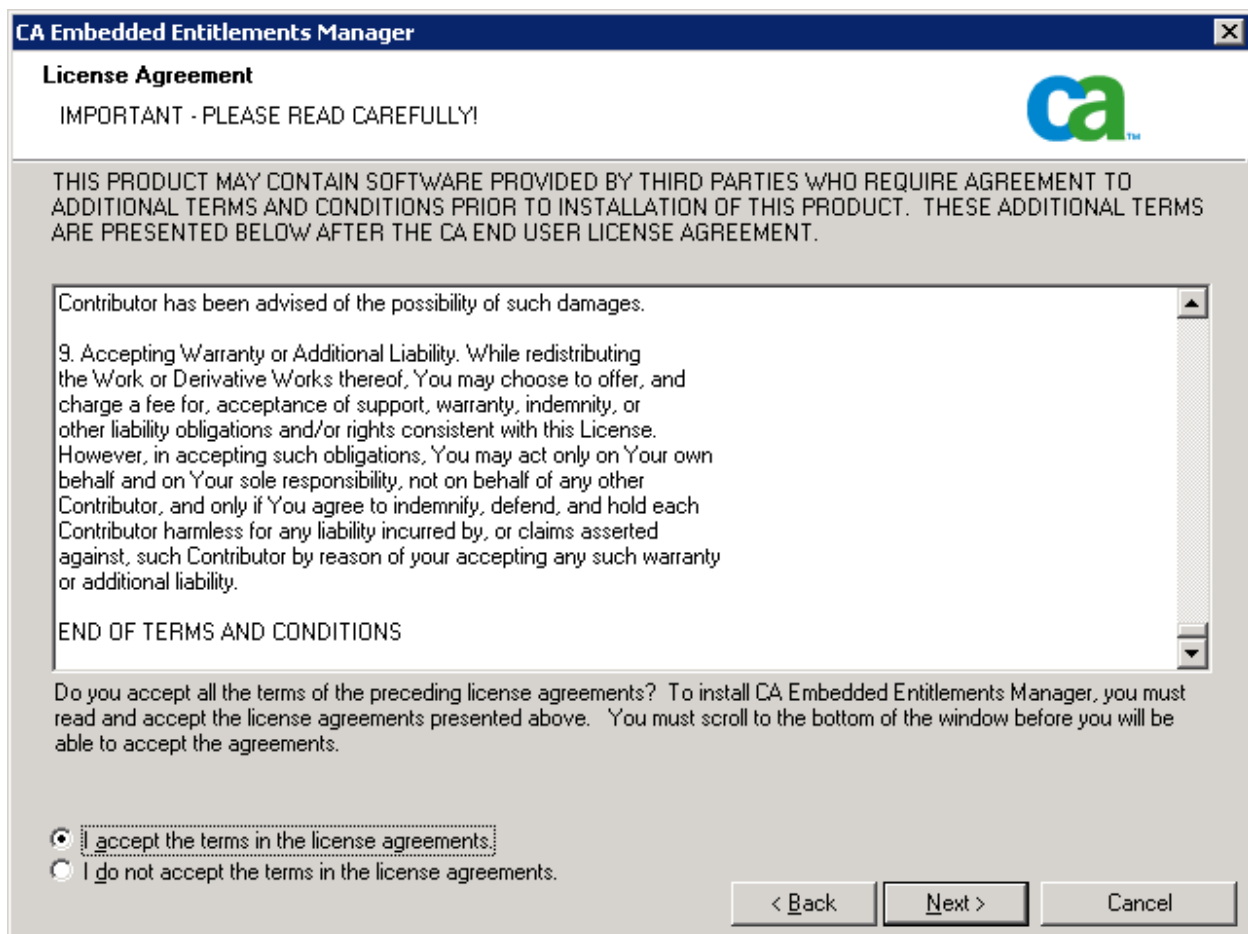 CA Embedded Entitlements Manager
License Agreement
IMPORTANT - PLEASE READ CAREFULLY!
ca TM
THIS PRODUCT MAY CONTAIN SOFTWARE PROVIDED BY THIRD PARTIES WHO REQUIRE AGREEMENT TO
ADDITIONAL TERMS AND CONDITIONS PRIOR TO INSTALLATION OF THIS PRODUCT.  THESE ADDITIONAL TERMS
ARE PRESENTED BELOW AFTER THE CA END USER LICENSE AGREEMENT.
Contributor has been advised of the possibility of such damages.
9. Accepting Warranty or Additional Liability. While redistributing
the Work or Derivative Works thereof, You may choose to offer, and
charge a fee for, acceptance of support, warranty, indemnity, or
other liability obligations and/or rights consistent with this License.
However, in accepting such obligations, You may act only on Your own
behalf and on Your sole responsibility, not on behalf of any other
Contributor, and only if You agree to indemnify, defend, and hold each
Contributor harmless for any liability incurred by, or claims asserted
against, such Contributor by reason of your accepting any such warranty
or additional liability.
END OF TERMS AND CONDITIONS
Do you accept all the terms of the preceding license agreements?  To install CA Embedded Entitlements Manager, you must
read and accept the license agreements presented above.   You must scroll to the bottom of the window before you will be
able to accept the agreements.
I accept the terms in the license agreements.
I do not accept the terms in the license agreements.
< Back
Next >
Cancel